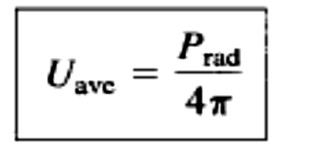 U_ave = P_rad / 4π